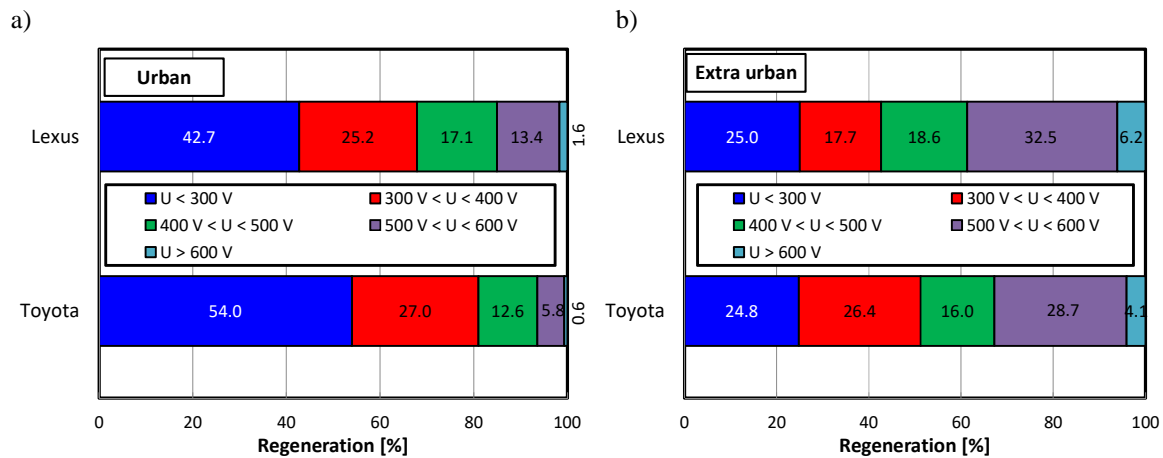 a)
Urban
Lexus
42.7 25.2 17.1 13.4 1.6
U < 300 V 300 V < U < 400 V
400 V < U < 500 V 500 V < U < 600 V
U > 600 V
Toyota
54.0 27.0 12.6 5.8 0.6
0 20 40 60 80 100
Regeneration [%]
b)
Extra urban
Lexus
25.0 17.7 18.6 32.5 6.2
U < 300 V 300 V < U < 400 V
400 V < U < 500 V 500 V < U < 600 V
U > 600 V
Toyota
24.8 26.4 16.0 28.7 4.1
0 20 40 60 80 100
Regeneration [%]